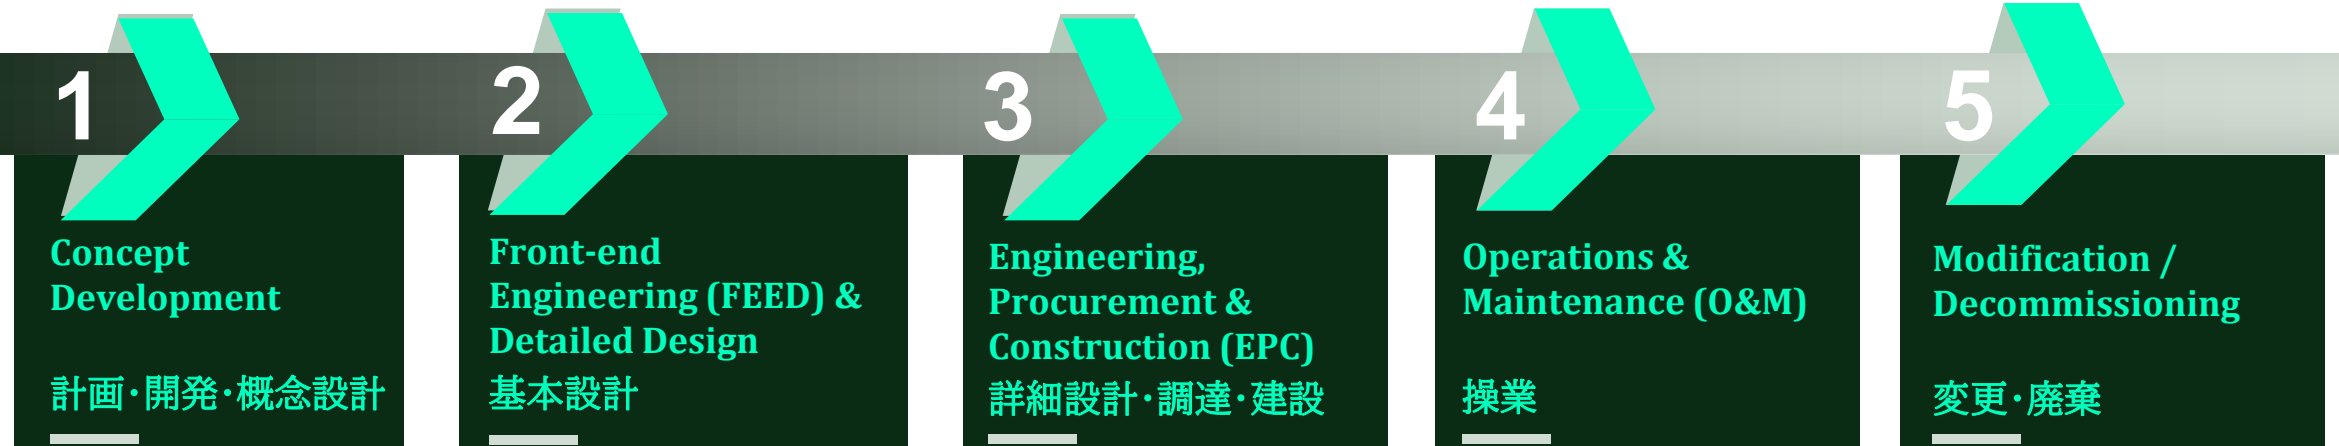 1
2
3
4
5
Concept
Development
計画・開発・概念設計
Front-end
Engineering (FEED) &
Detailed Design
基本設計
Engineering,
Procurement &
Construction (EPC)
詳細設計・調達・建設
Operations &
Maintenance (O&M)
操業
Modification /
Decommissioning
変更・廃棄